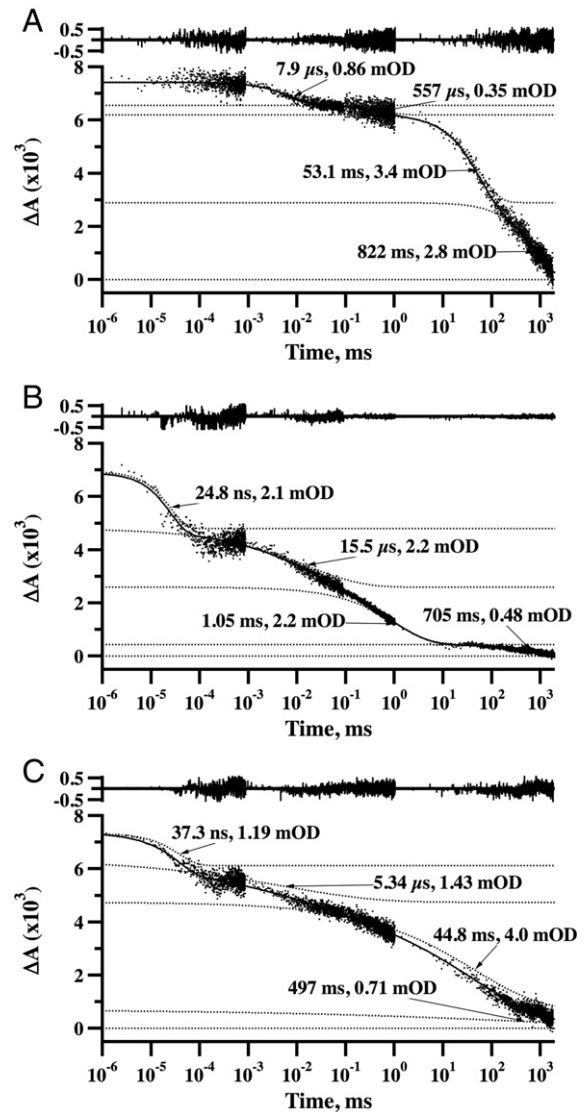 A
0.5
-0.5
8
6
4
2
0
ΔA (x10³)
7.9 µs, 0.86 mOD
557 µs, 0.35 mOD
53.1 ms, 3.4 mOD
822 ms, 2.8 mOD
10⁻⁶ 10⁻⁵ 10⁻⁴ 10⁻³ 10⁻² 10⁻¹ 10⁰ 10¹ 10² 10³
Time, ms
B
0.5
-0.5
8
6
4
2
0
ΔA (x10³)
24.8 ns, 2.1 mOD
15.5 µs, 2.2 mOD
1.05 ms, 2.2 mOD
705 ms, 0.48 mOD
10⁻⁶ 10⁻⁵ 10⁻⁴ 10⁻³ 10⁻² 10⁻¹ 10⁰ 10¹ 10² 10³
Time, ms
C
0.5
-0.5
8
6
4
2
0
ΔA (x10³)
37.3 ns, 1.19 mOD
5.34 µs, 1.43 mOD
44.8 ms, 4.0 mOD
497 ms, 0.71 mOD
10⁻⁶ 10⁻⁵ 10⁻⁴ 10⁻³ 10⁻² 10⁻¹ 10⁰ 10¹ 10² 10³
Time, ms